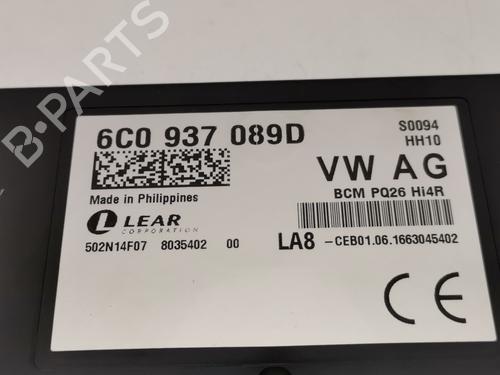 B-PARTS
6C0 937 089D
S0094
HH10
VW AG
BCM PQ26 Hi4R
Made in Philippines
LEAR
CORPORATION
502N14F07 8035402 00
LA8 -CEB01.06.1663045402
CE